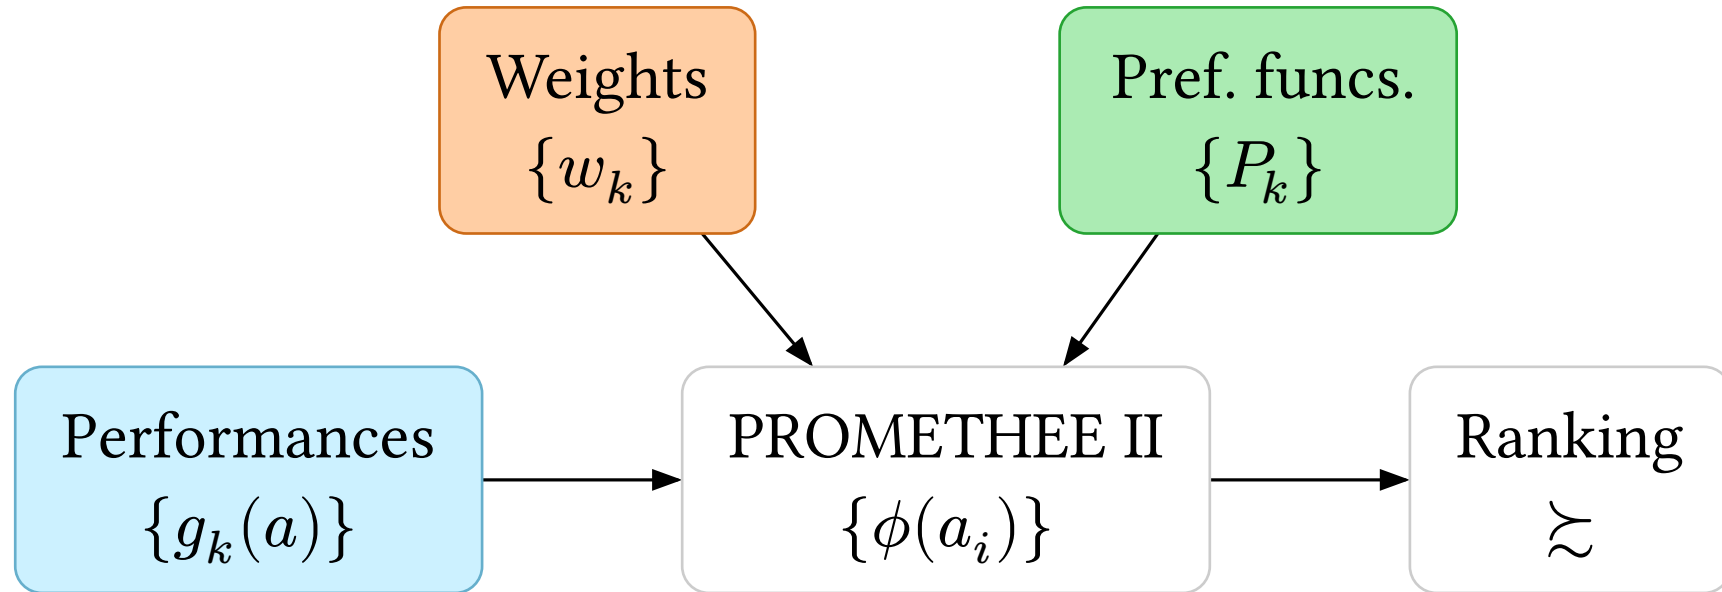 Weights
{w_k}
Pref. funcs.
{P_k}
Performances
{g_k(a)}
PROMETHEE II
{ϕ(a_i)}
Ranking
≿